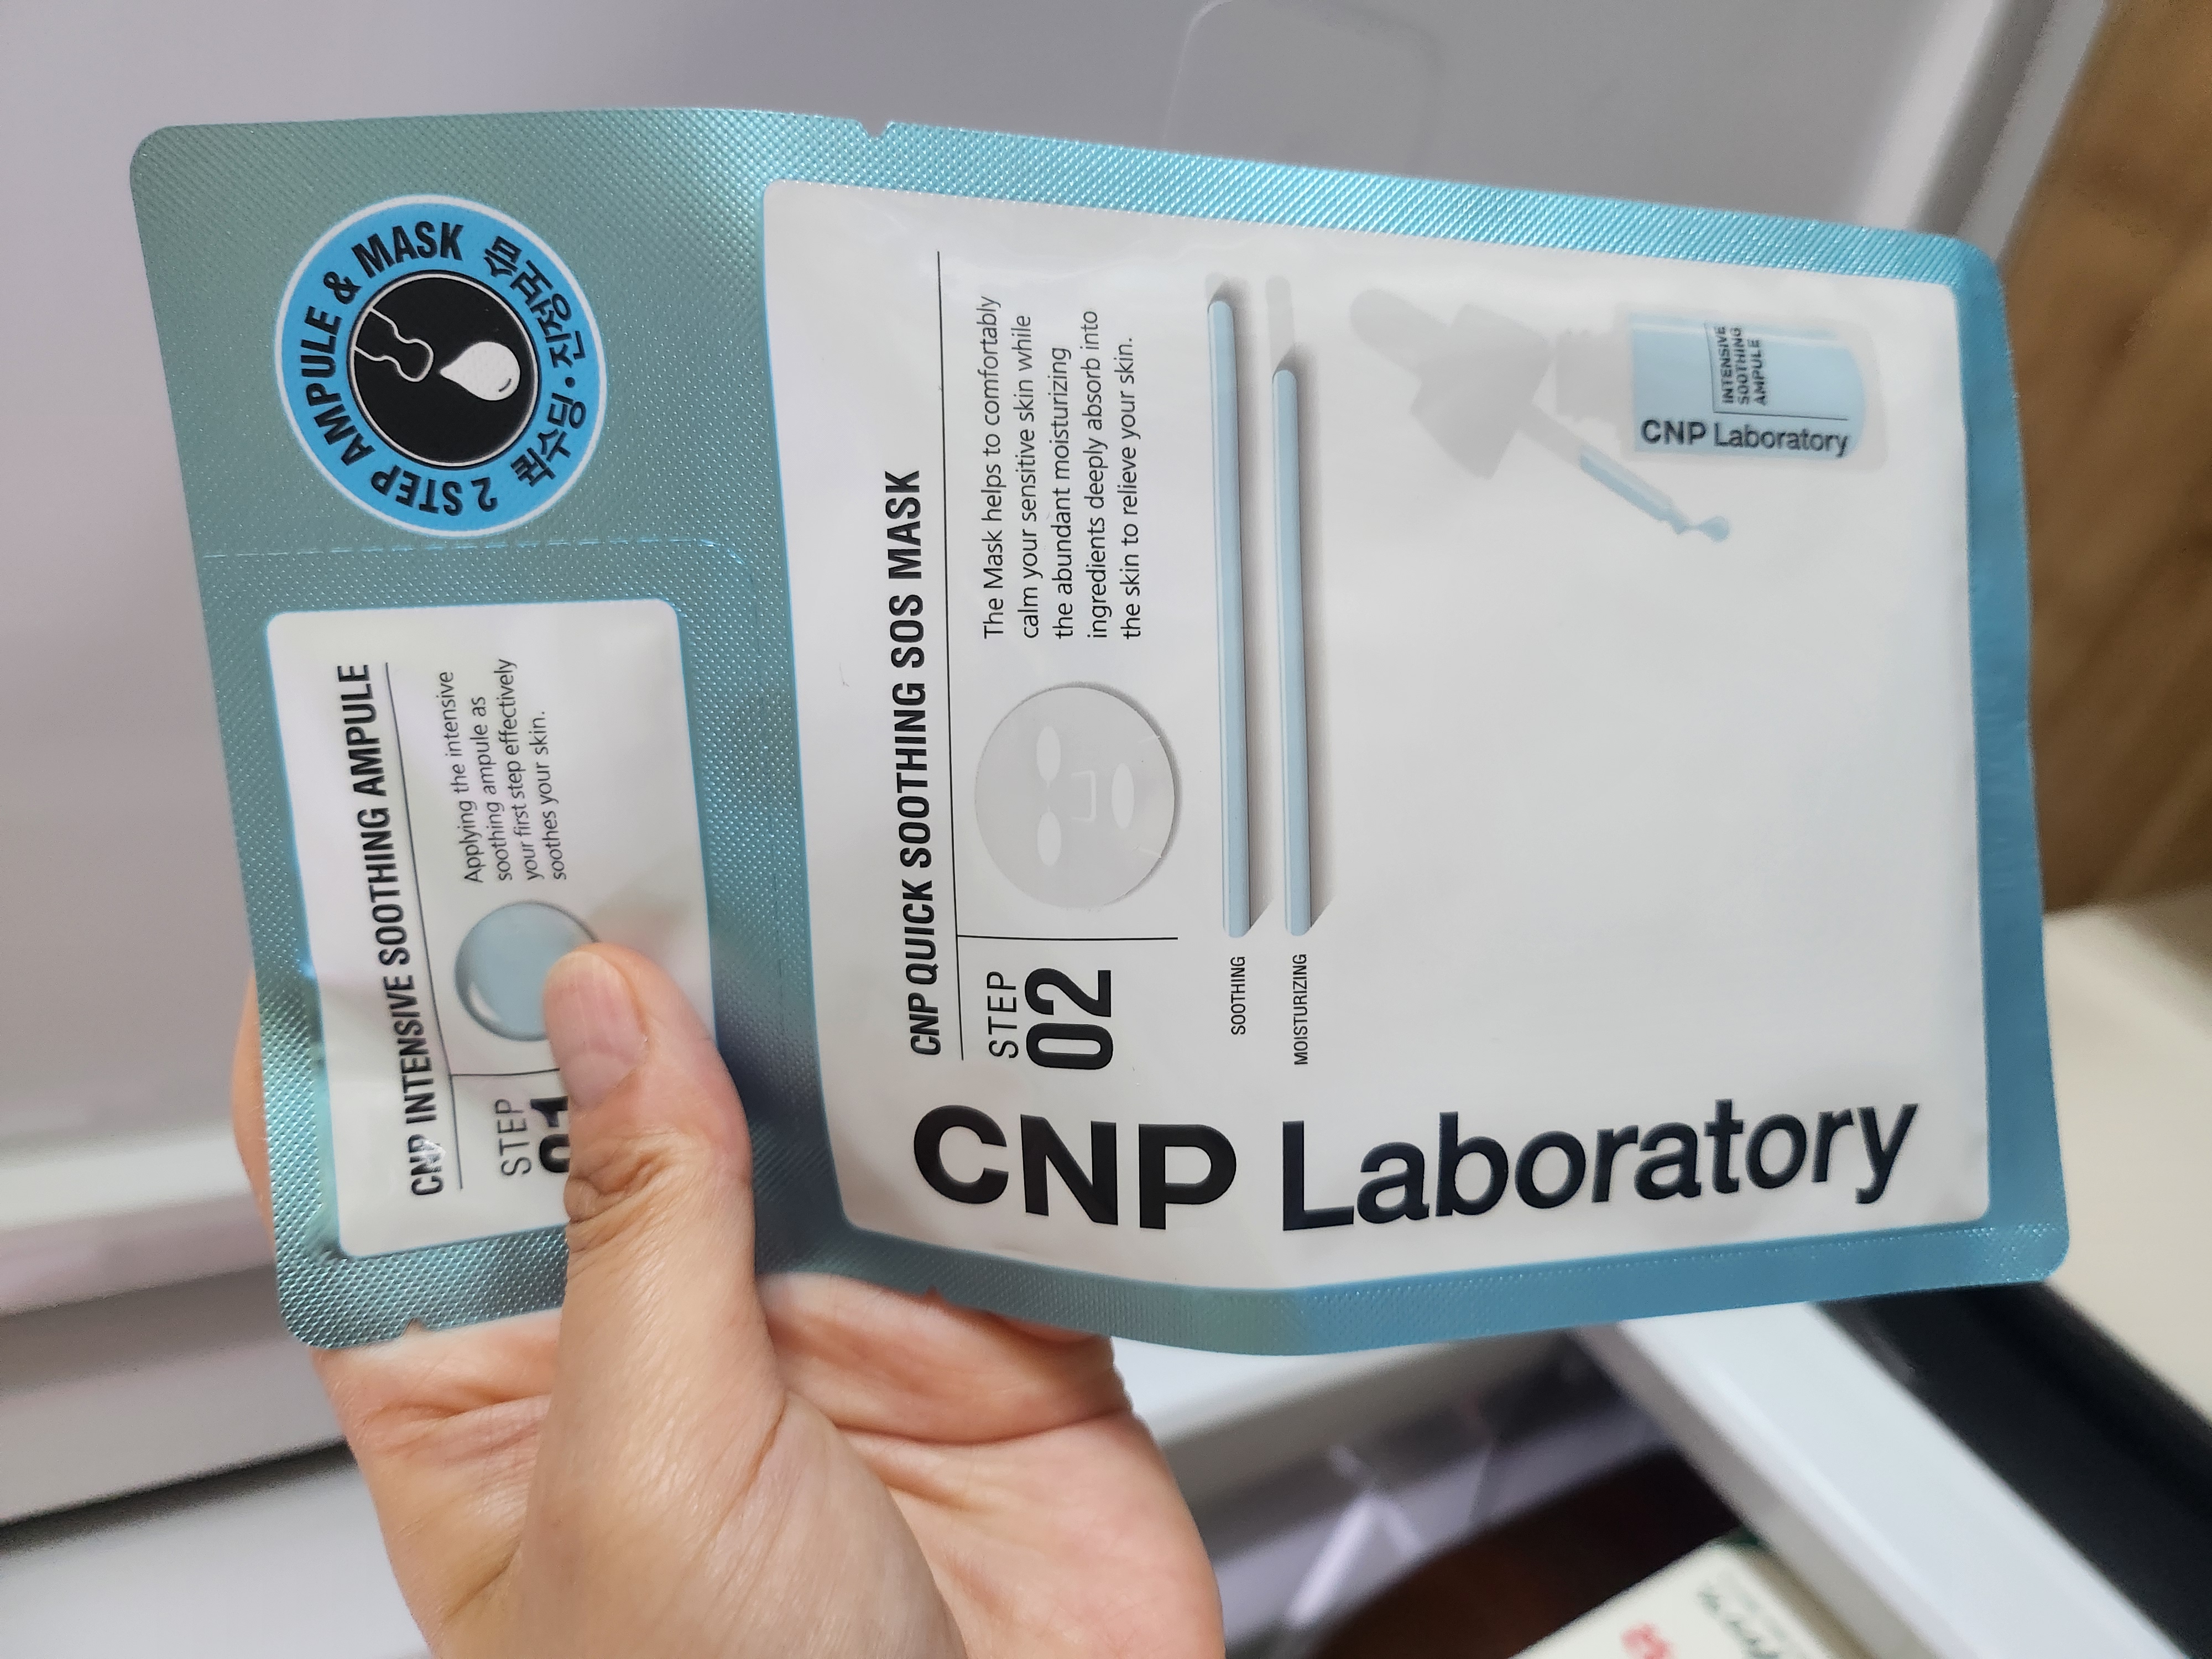 2 STEP AMPULE & MASK
퀵수딩•진정보습
CNP INTENSIVE SOOTHING AMPULE
STEP
01
Applying the intensive
soothing ampule as
your first step effectively
soothes your skin.
CNP QUICK SOOTHING SOS MASK
STEP
02
The Mask helps to comfortably
calm your sensitive skin while
the abundant moisturizing
ingredients deeply absorb into
the skin to relieve your skin.
SOOTHING
MOISTURIZING
CNP Laboratory
INTENSIVE
SOOTHING
AMPULE
CNP Laboratory